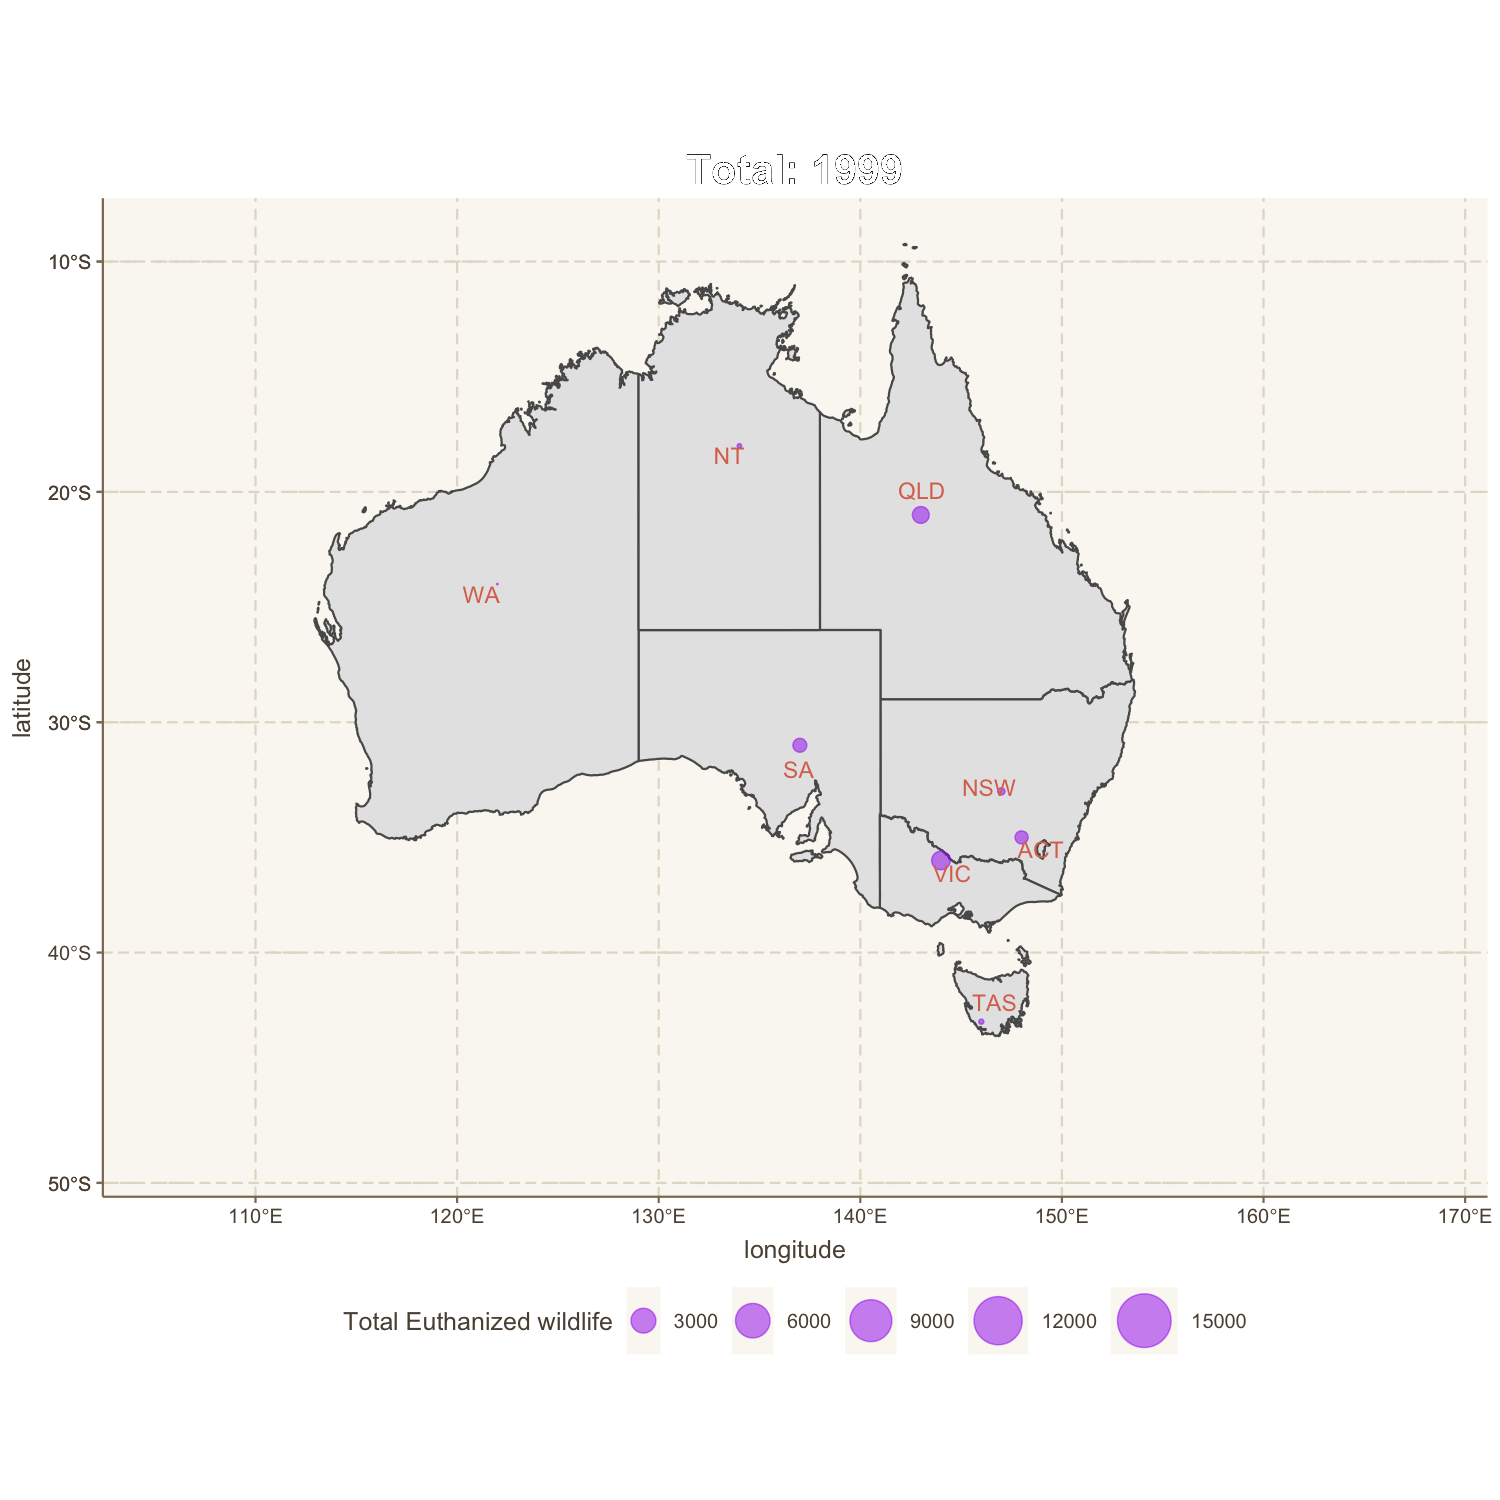 Total: 1999
10°S
20°S
30°S
40°S
50°S
latitude
NT
QLD
WA
SA
NSW
ACT
VIC
TAS
110°E 120°E 130°E 140°E 150°E 160°E 170°E
longitude
Total Euthanized wildlife 3000 6000 9000 12000 15000